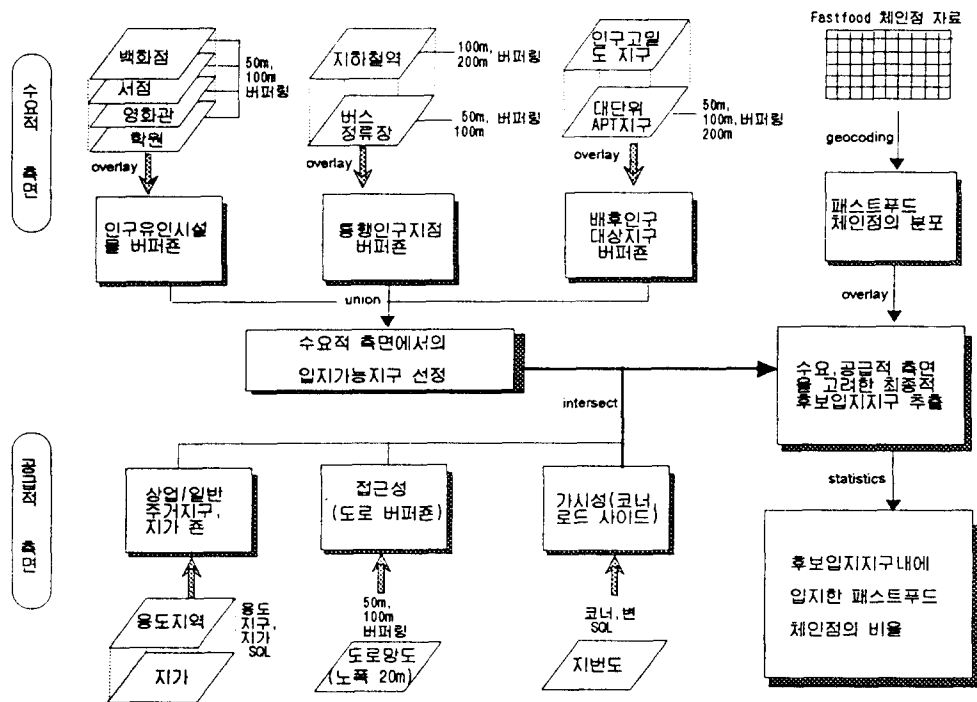 수요적 측면
백화점
서점
영화관
학원
50m,
100m
버퍼링
overlay
인구유인시설
물 버퍼존
지하철역
100m,
200m 버퍼링
버스
정류장
50m, 버퍼링
100m
overlay
통행인구지점
버퍼존
인구고밀
도 지구
대단위
APT지구
50m,
100m, 버퍼링
200m
overlay
배후인구
대상지구
버퍼존
Fastfood 체인점 자료
geocoding
패스트푸드
체인점의 분포
overlay
union
수요적 측면에서의
입지가능지구 선정
intersect
수요,공급적 측면
을 고려한 최종적
후보입지지구 추출
statistics
후보입지지구내에
입지한 패스트푸드
체인점의 비율
공급적 측면
상업/일반
주거지구,
지가 존
용도지역
지가
용도
지구,
지가
SQL
접근성
(도로 버퍼존)
50m,
100m
버퍼링
도로망도
(노폭 20m)
가시성(코너,
로드 사이드)
코너,변
SQL
지번도